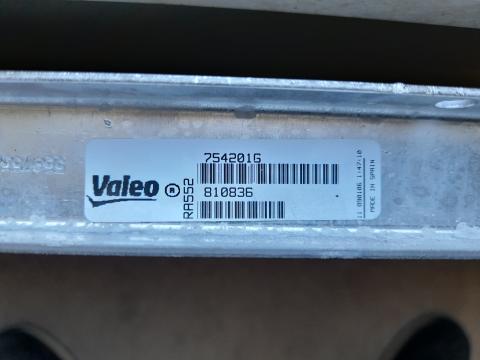 754201G
Valeo
R
RA552
810836
MADE IN SPAIN